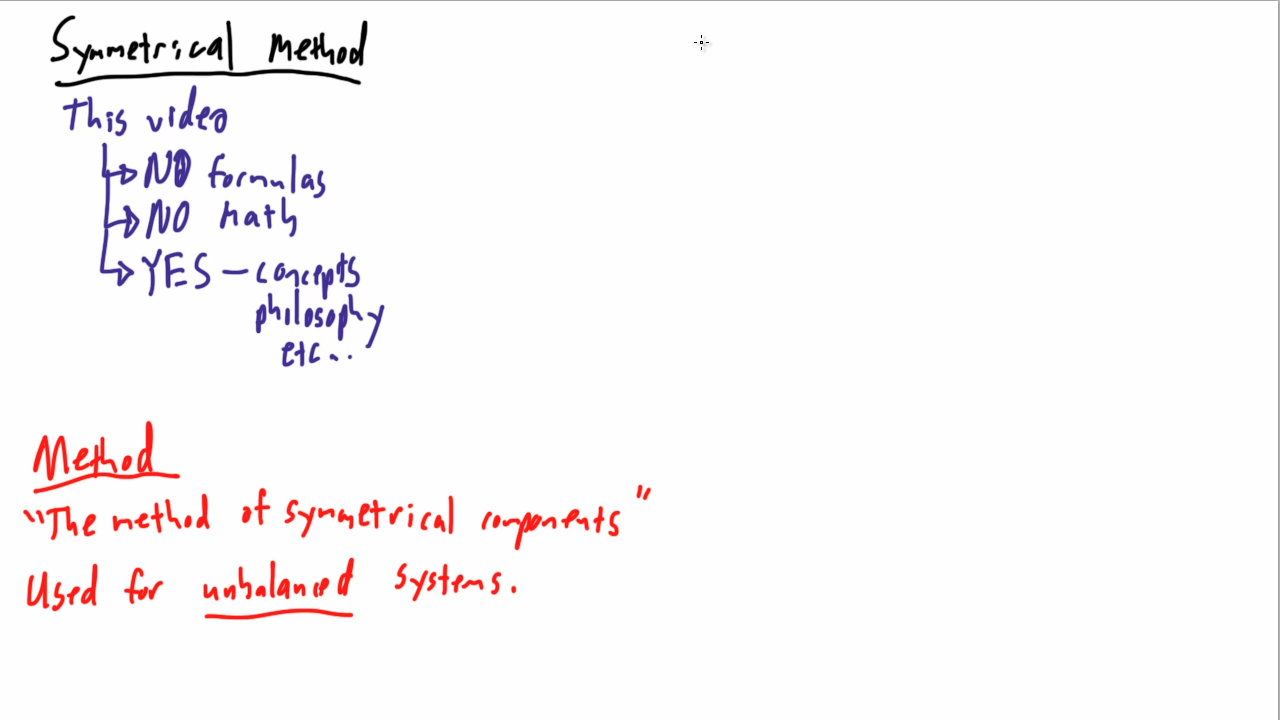 Symmetrical Method
This video
NO formulas
NO Math
YES – concepts
philosophy
etc...
Method
"The method of symmetrical components"
Used for unbalanced systems.